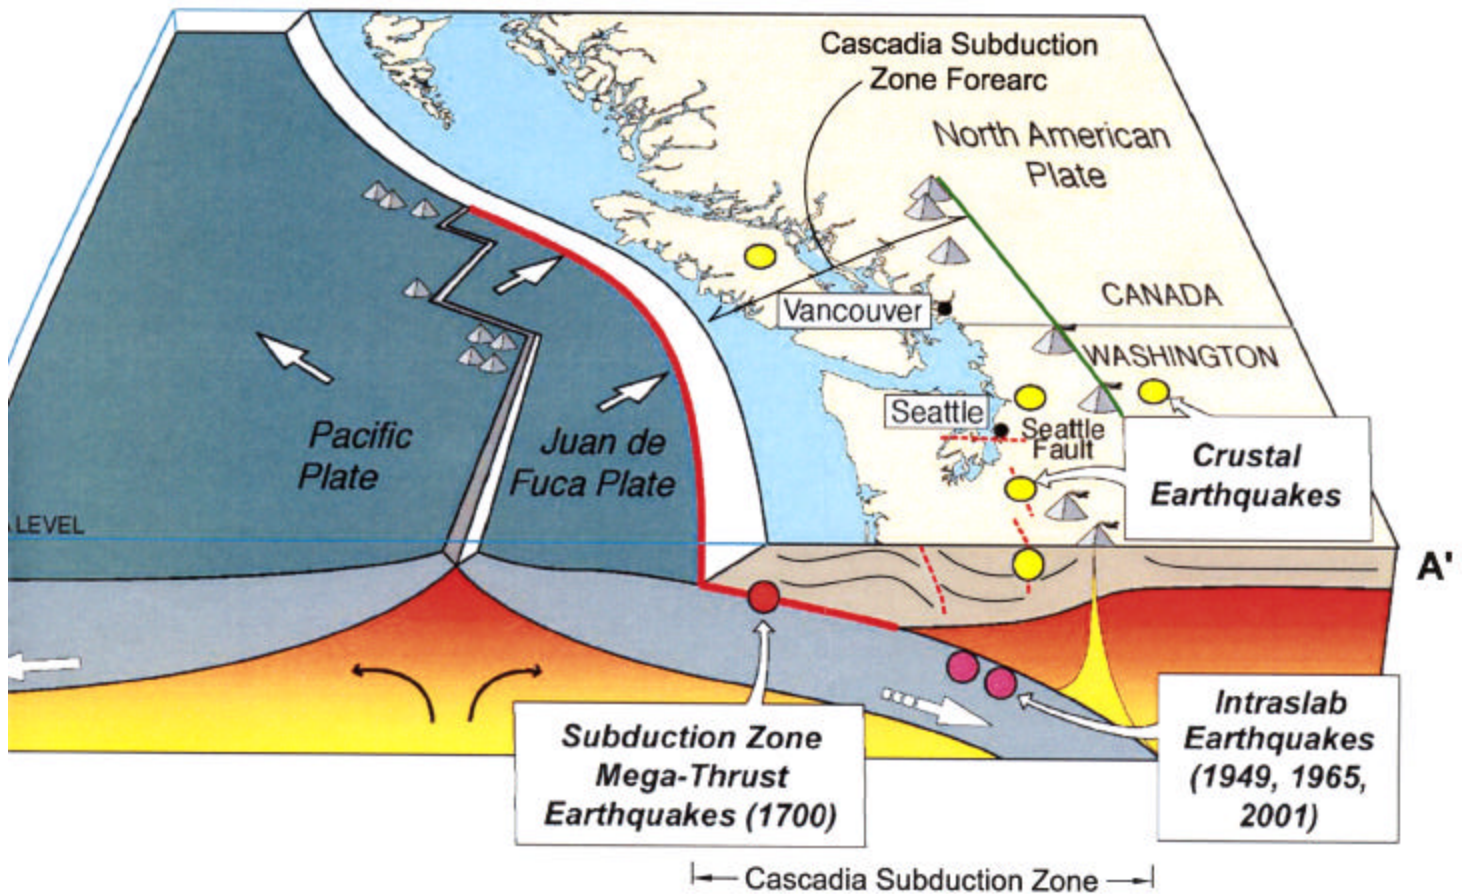 Cascadia Subduction
Zone Forearc
North American
Plate
CANADA
Vancouver
WASHINGTON
Seattle
Seattle
Fault
Pacific
Plate
Juan de
Fuca Plate
Crustal
Earthquakes
LEVEL
A'
Subduction Zone
Mega-Thrust
Earthquakes (1700)
Intraslab
Earthquakes
(1949, 1965,
2001)
Cascadia Subduction Zone